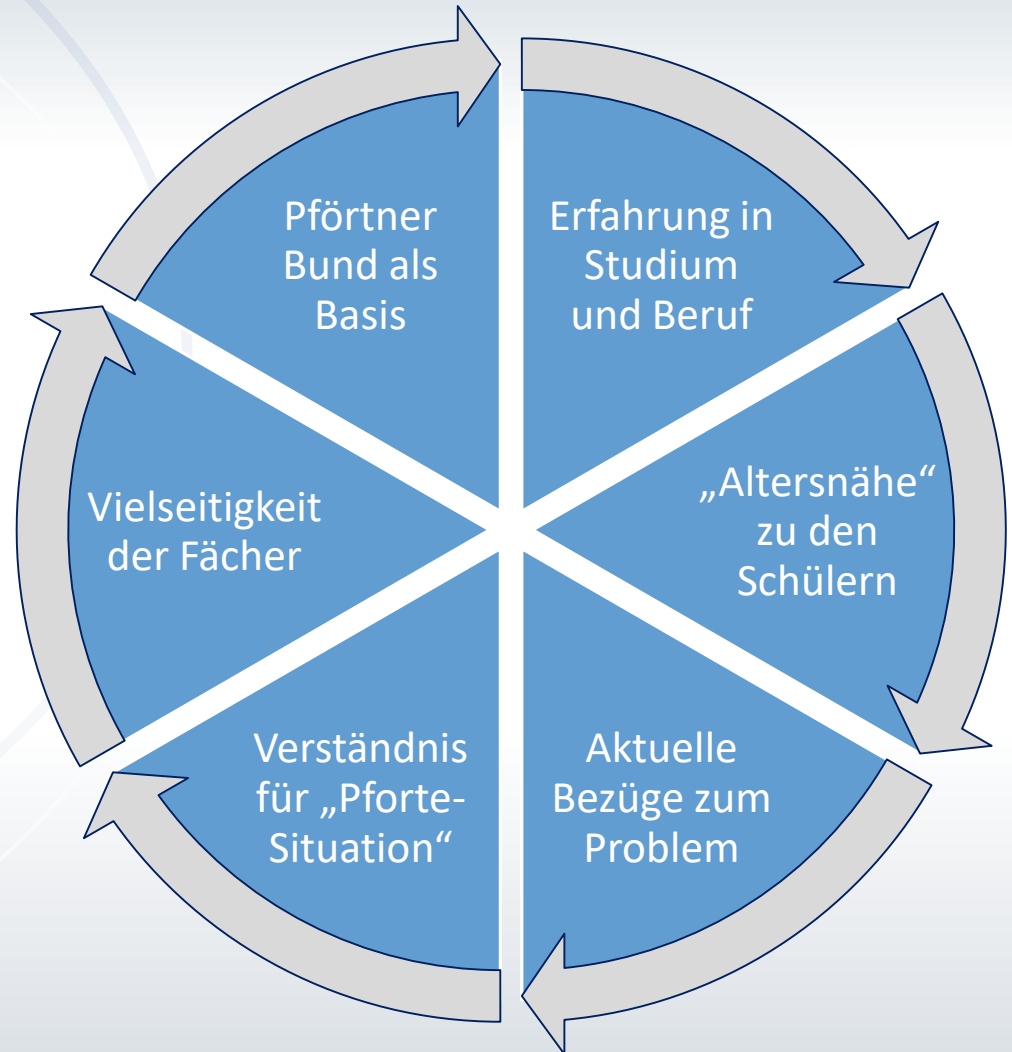 Pförtner
Bund als
Basis
Erfahrung in
Studium
und Beruf
„Altersnähe“
zu den
Schülern
Aktuelle
Bezüge zum
Problem
Verständnis
für „Pforte-
Situation“
Vielseitigkeit
der Fächer